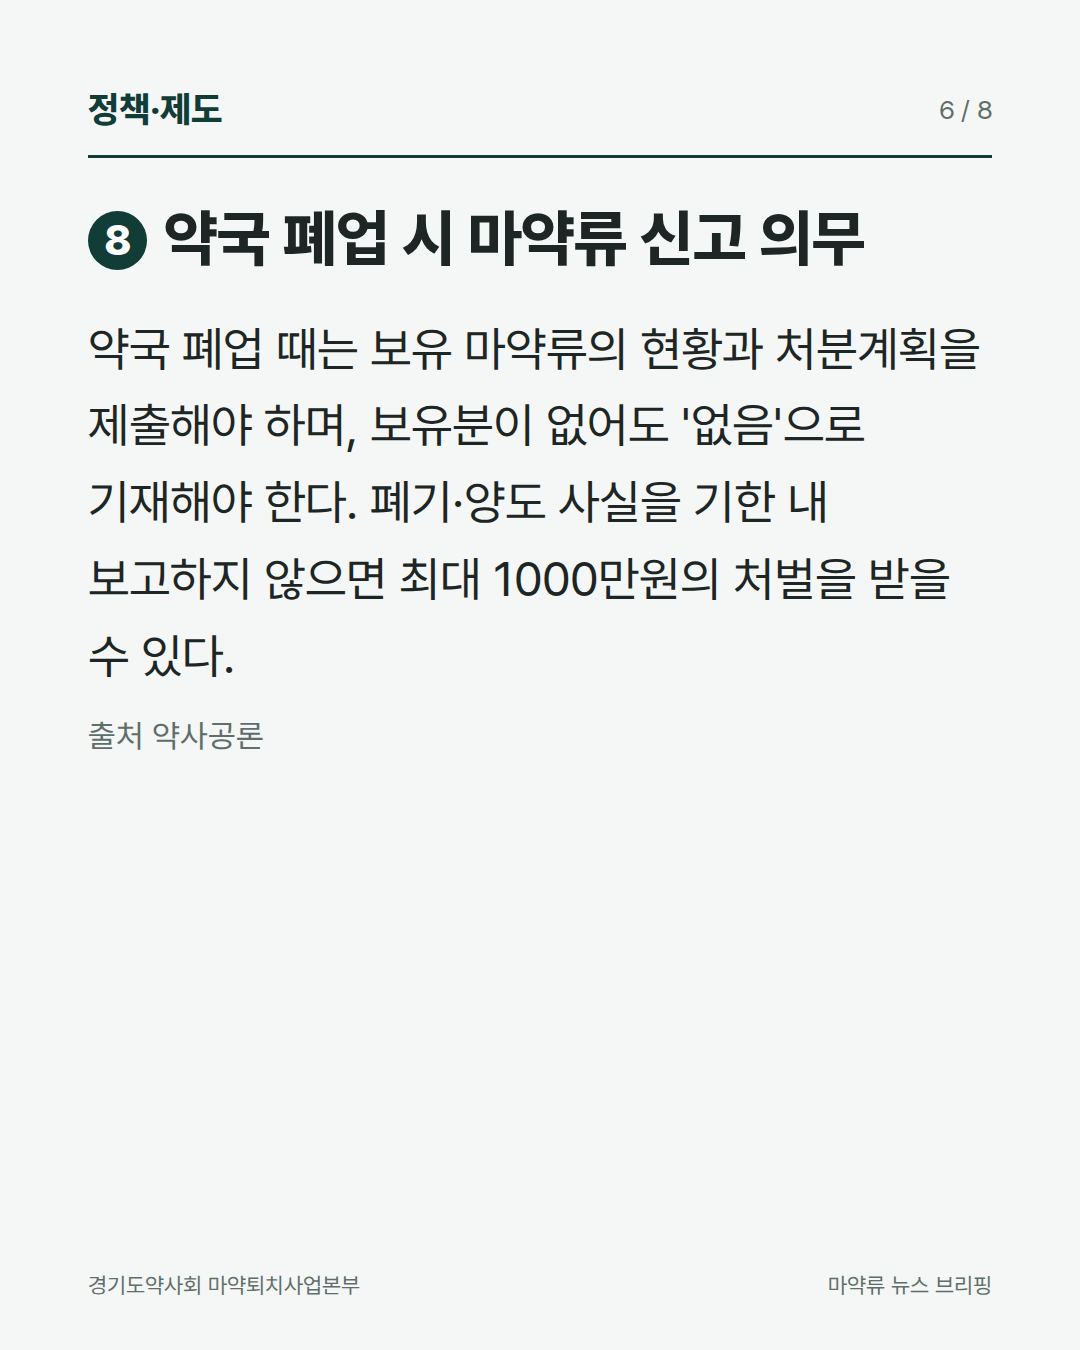 정책·제도
6 / 8
8 약국 폐업 시 마약류 신고 의무
약국 폐업 때는 보유 마약류의 현황과 처분계획을
제출해야 하며, 보유분이 없어도 '없음'으로
기재해야 한다. 폐기·양도 사실을 기한 내
보고하지 않으면 최대 1000만원의 처벌을 받을
수 있다.
출처 약사공론
경기도약사회 마약퇴치사업본부
마약류 뉴스 브리핑